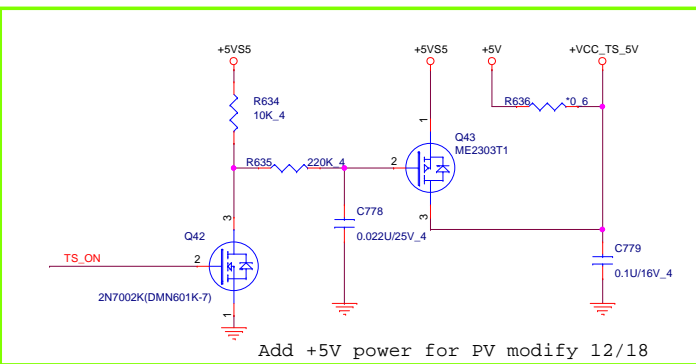 +5VS5
+5VS5
+5V
+VCC_TS_5V
R634
10K_4
R636
*0_6
1
Q43
ME2303T1
R635
220K_4
2
3
C778
0.022U/25V_4
3
Q42
TS_ON
2
C779
0.1U/16V_4
2N7002K(DMN601K-7)
1
Add +5V power for PV modify 12/18